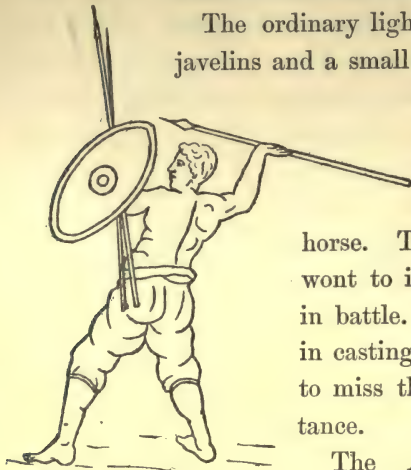 The ordinary ligh
javelins and a small
horse. T
wont to i
in battle.
in casting
to miss th
tance.
The